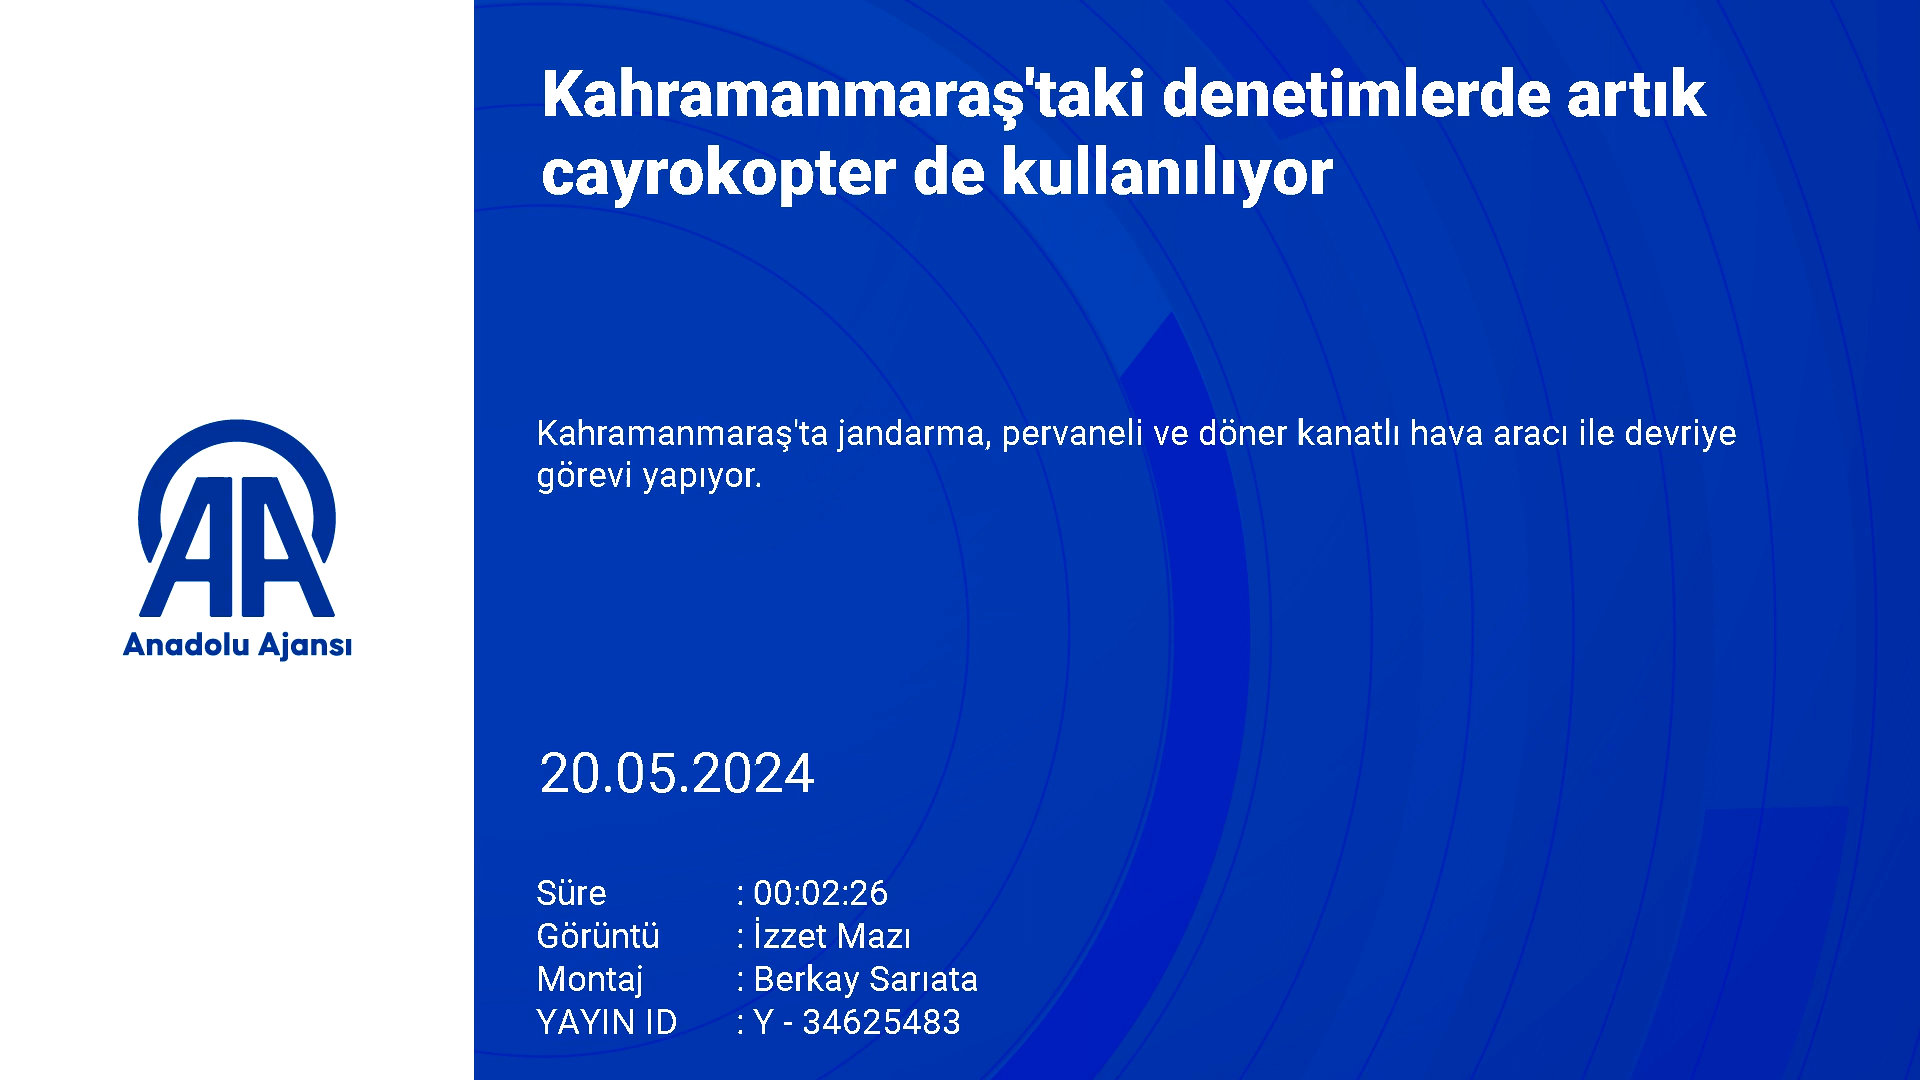 Kahramanmaraş'taki denetimlerde artık
cayrokopter de kullanılıyor
Kahramanmaraş'ta jandarma, pervaneli ve döner kanatlı hava aracı ile devriye
görevi yapıyor.
AA
Anadolu Ajansı
20.05.2024
Süre : 00:02:26
Görüntü : İzzet Mazı
Montaj : Berkay Sarıata
YAYIN ID : Y - 34625483